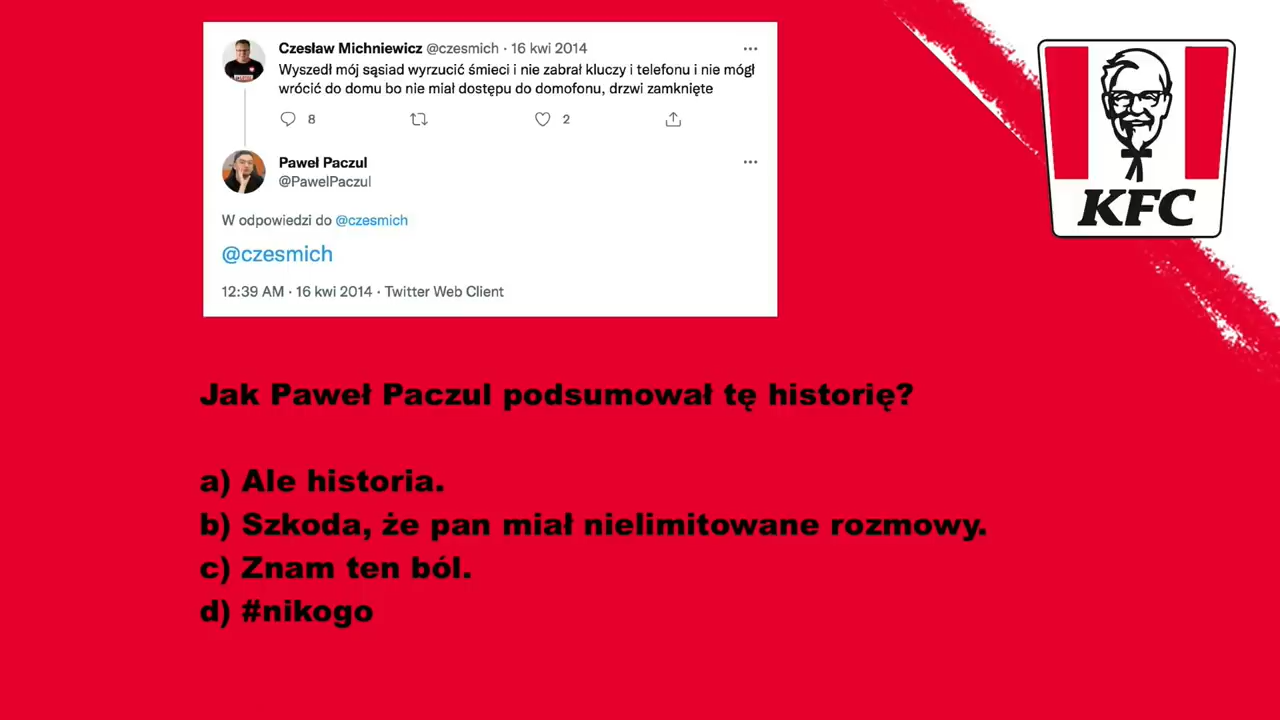 Czesław Michniewicz @czesmich · 16 kwi 2014
Wyszedł mój sąsiad wyrzucić śmieci i nie zabrał kluczy i telefonu i nie mógł
wrócić do domu bo nie miał dostępu do domofonu, drzwi zamknięte
8 2
Paweł Paczul
@PawelPaczul
W odpowiedzi do @czesmich
@czesmich
12:39 AM · 16 kwi 2014 · Twitter Web Client
KFC
Jak Paweł Paczul podsumował tę historię?
a) Ale historia.
b) Szkoda, że pan miał nielimitowane rozmowy.
c) Znam ten ból.
d) #nikogo